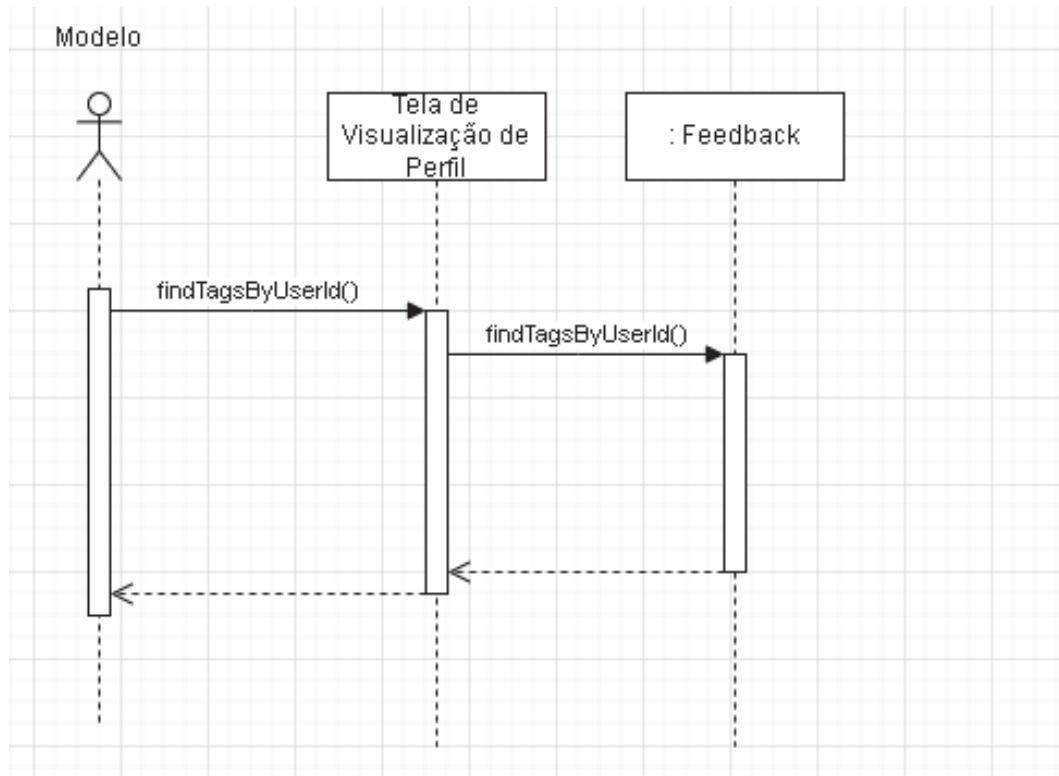 Modelo
Tela de
Visualização de
Perfil
: Feedback
findTagsByUserId()
findTagsByUserId()